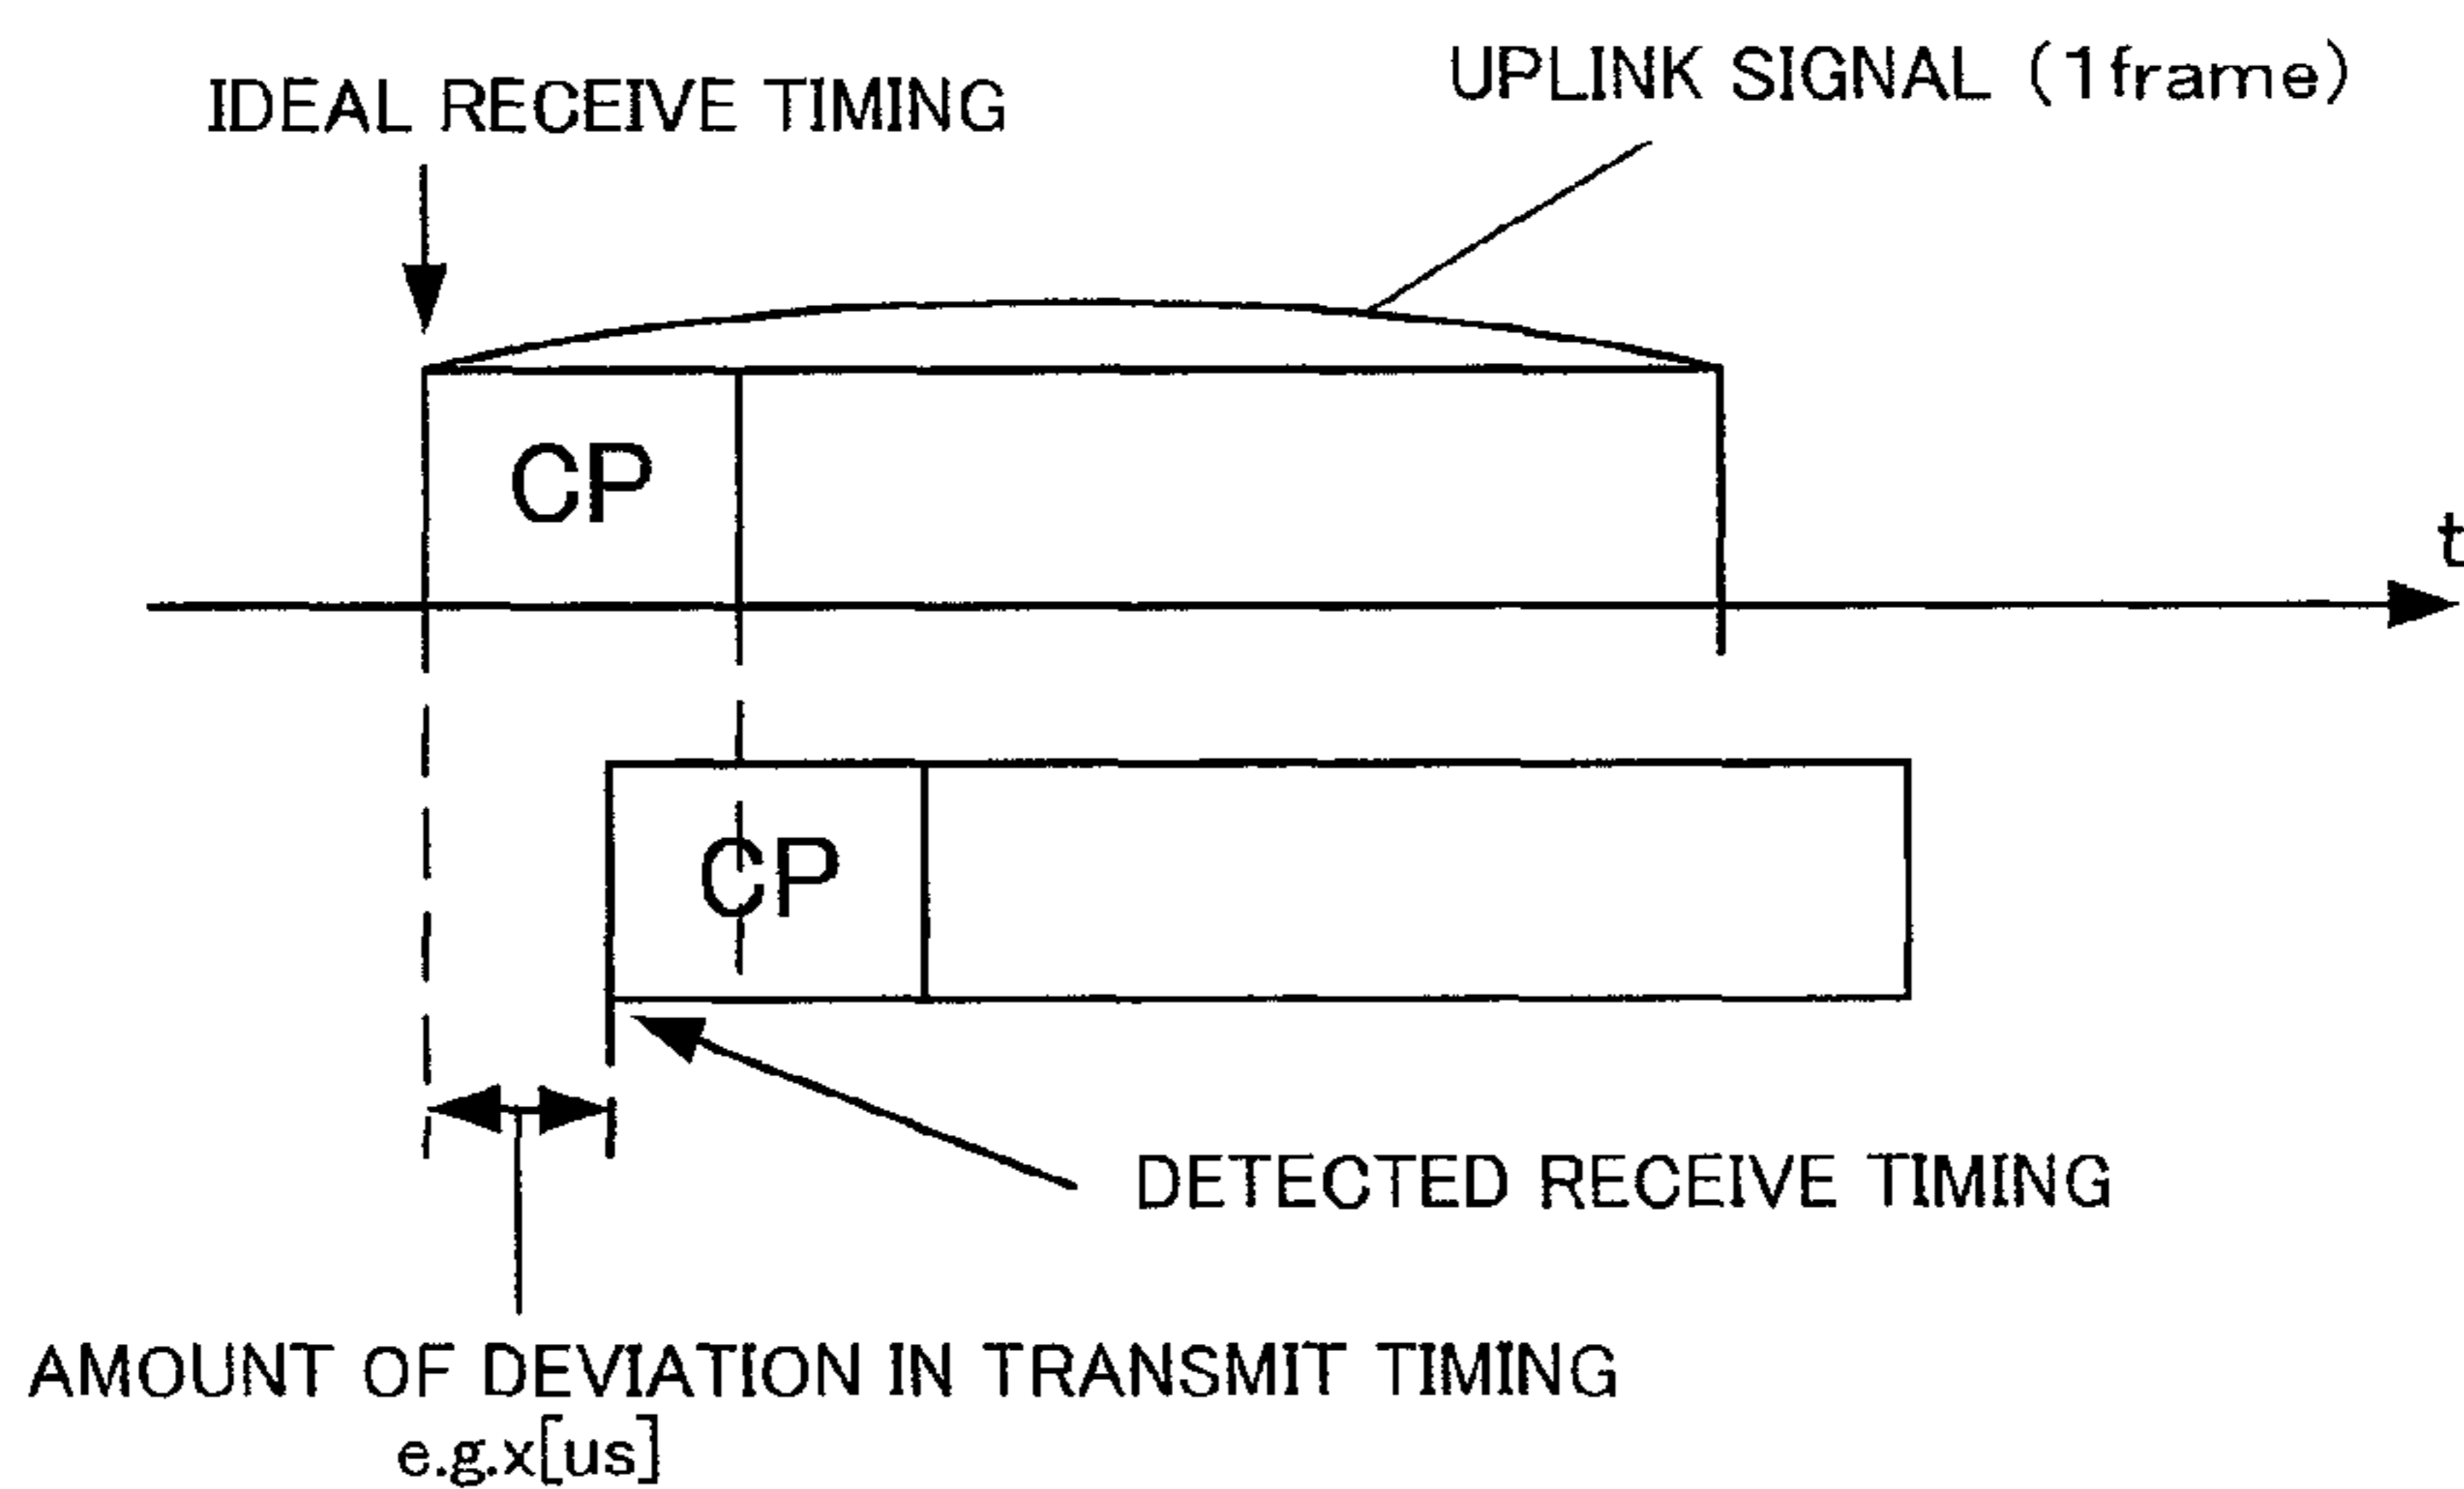 UPLINK SIGNAL (1frame)
IDEAL RECEIVE TIMING
CP
t
CP
DETECTED RECEIVE TIMING
AMOUNT OF DEVIATION IN TRANSMIT TIMING
e.g.x[us]